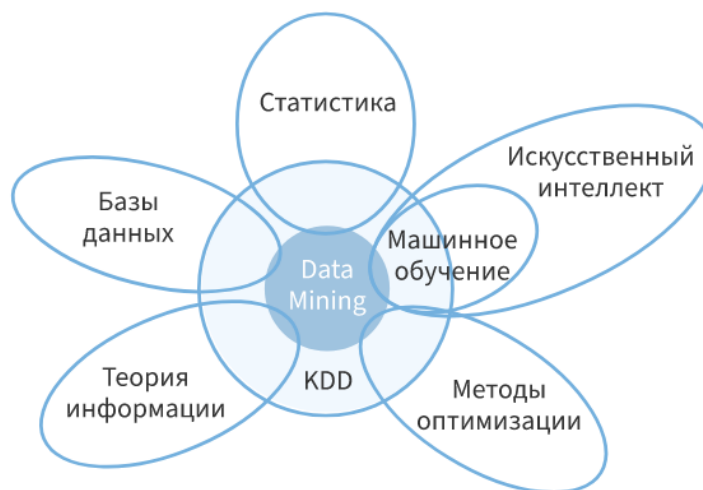 Статистика
Искусственный
интеллект
Базы
данных
Машинное
обучение
Data
Mining
Теория
информации
KDD
Методы
оптимизации